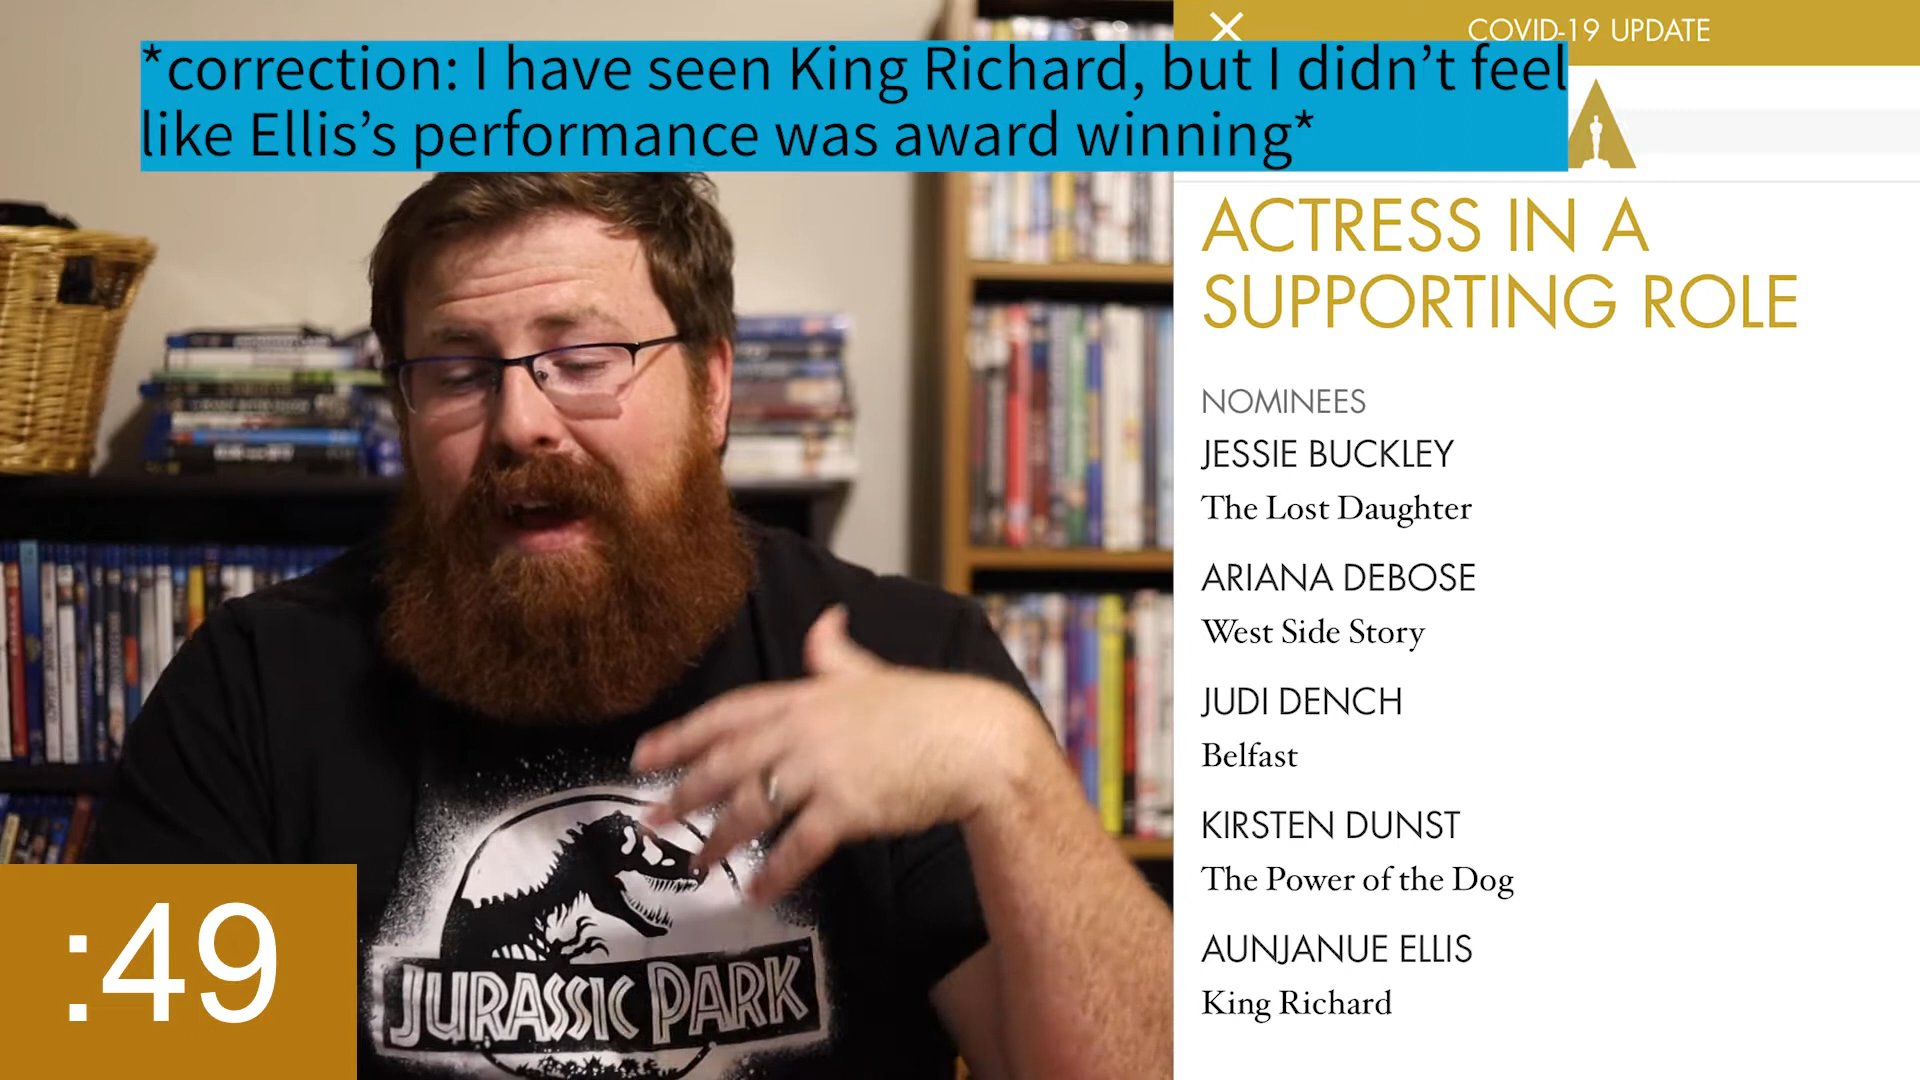 COVID-19 UPDATE
*correction: I have seen King Richard, but I didn’t feel
like Ellis’s performance was award winning*
ACTRESS IN A
SUPPORTING ROLE
NOMINEES
JESSIE BUCKLEY
The Lost Daughter
ARIANA DEBOSE
West Side Story
JUDI DENCH
Belfast
KIRSTEN DUNST
The Power of the Dog
AUNJANUE ELLIS
King Richard
:49
JURASSIC PARK